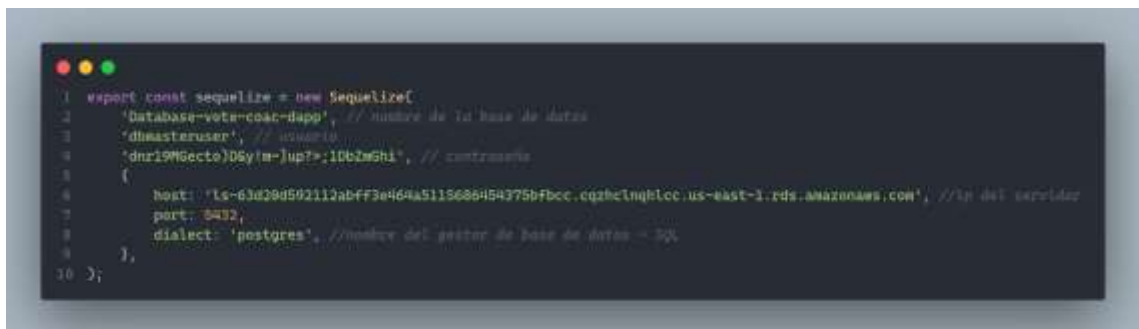 1 export const sequelize = new Sequelize(
2 'Database-vote-coac-dapp', // nombre de la base de datos
3 'dbmasteruser', // usuario
4 // contraseña
5 {
6 host: //ip del servidor
7 port: 5432,
8 dialect: 'postgres', //nombre del gestor de base de datos - SQL
9 },
10 );